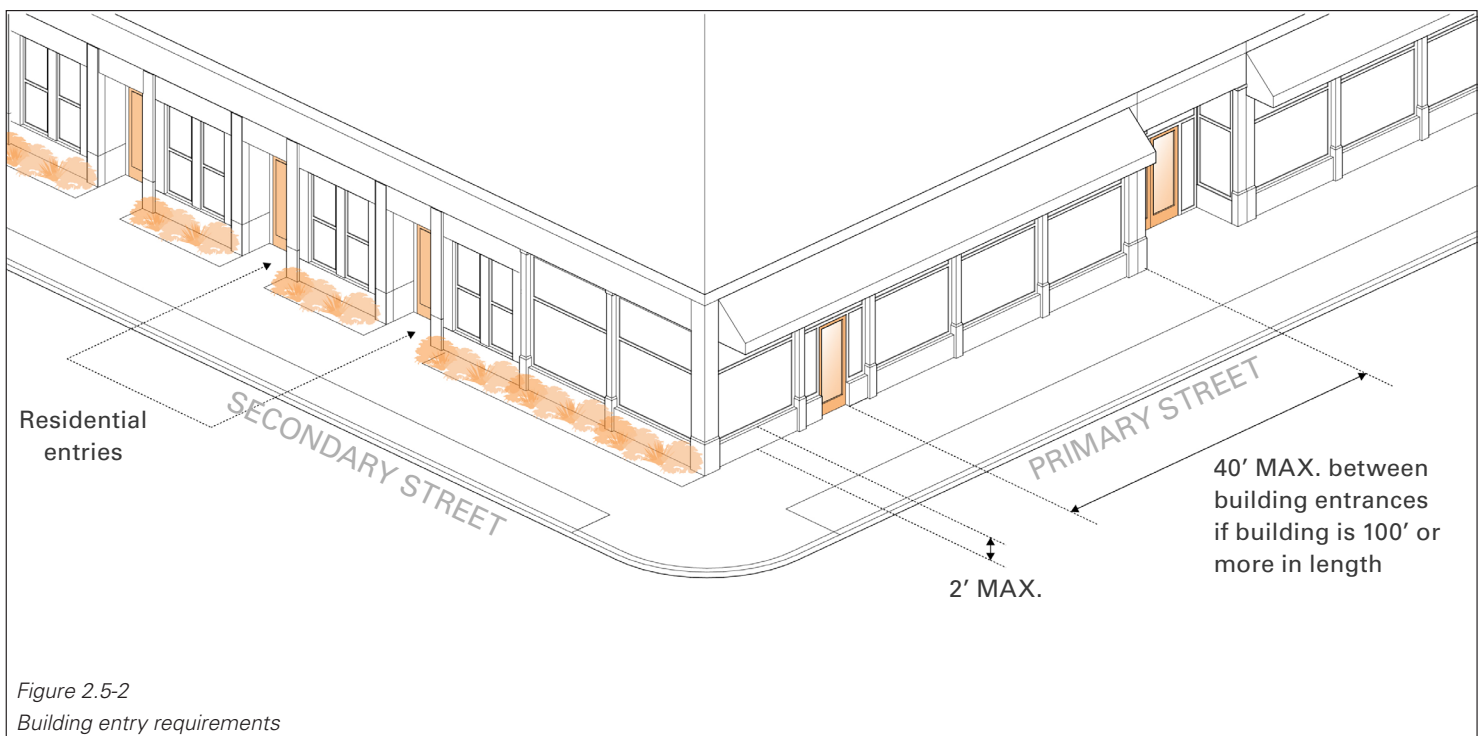 Residential
entries
SECONDARY STREET
PRIMARY STREET
2’ MAX.
40’ MAX. between
building entrances
if building is 100’ or
more in length
Figure 2.5-2
Building entry requirements